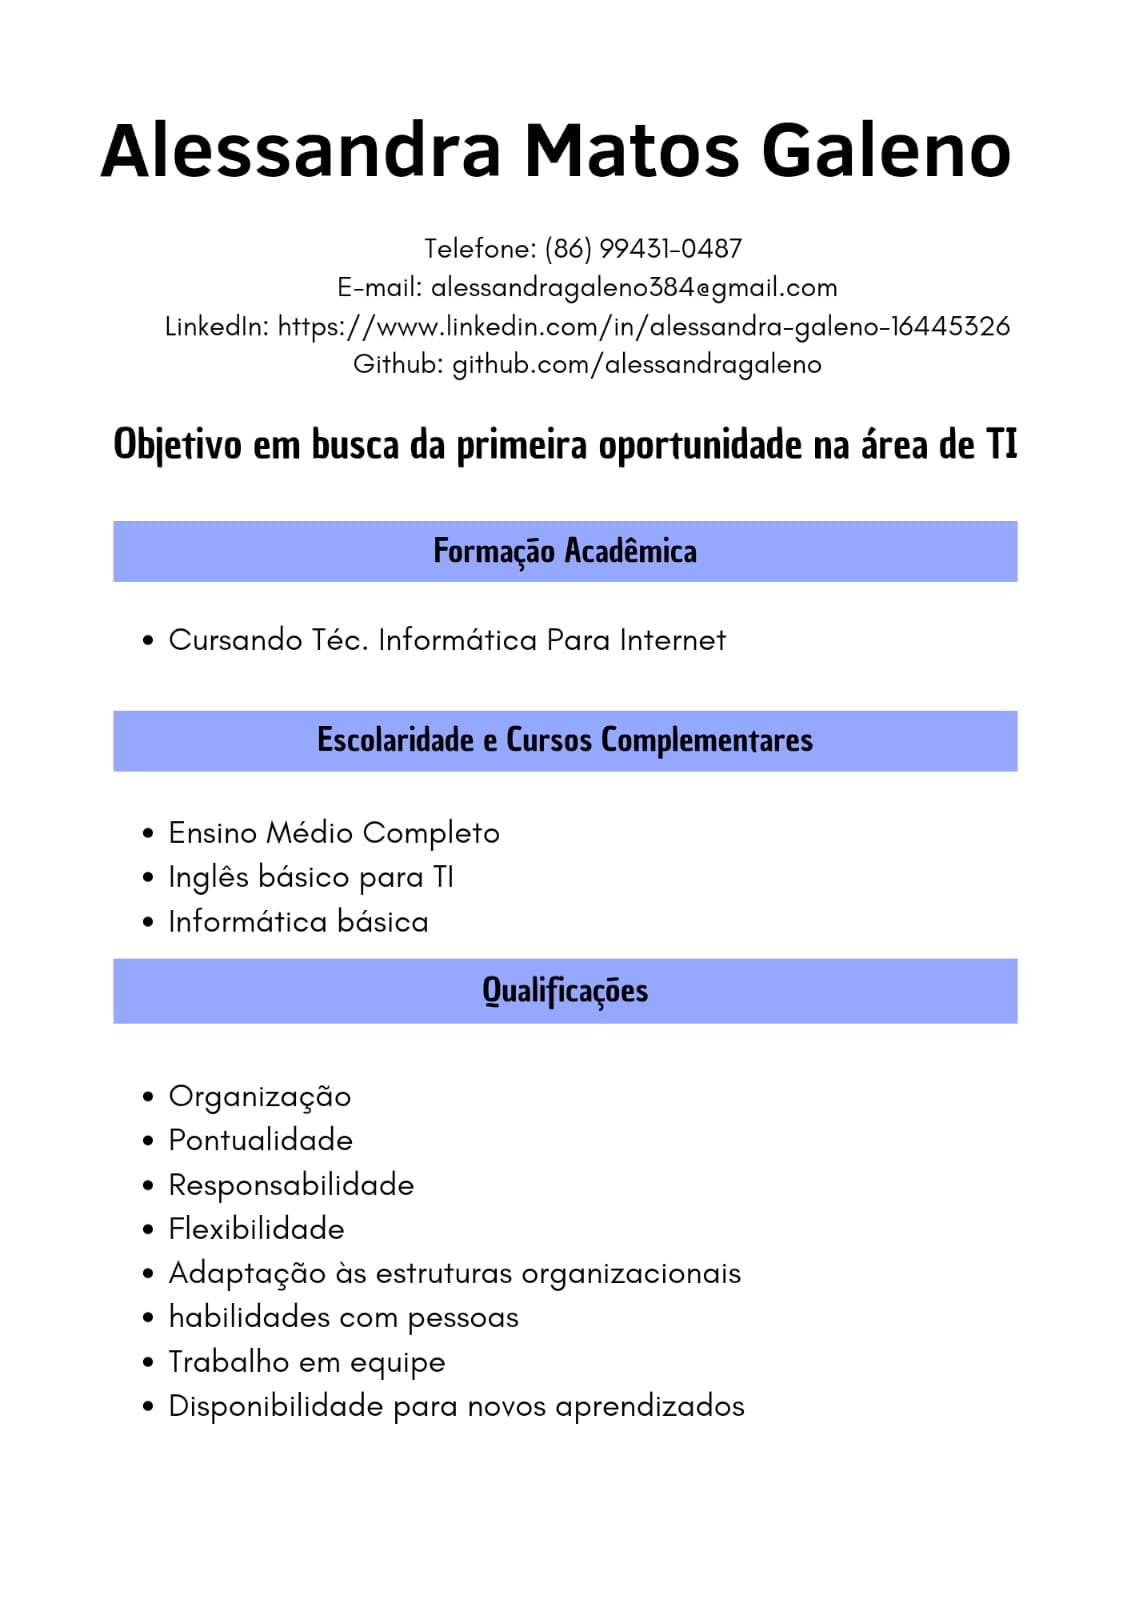 Alessandra Matos Galeno
Telefone: (86) 99431-0487
E-mail: alessandragaleno384@gmail.com
LinkedIn: https://www.linkedin.com/in/alessandra-galeno-16445326
Github: github.com/alessandragaleno
Objetivo em busca da primeira oportunidade na área de TI
Formação Acadêmica
• Cursando Téc. Informática Para Internet
Escolaridade e Cursos Complementares
• Ensino Médio Completo
• Inglês básico para TI
• Informática básica
Qualificações
• Organização
• Pontualidade
• Responsabilidade
• Flexibilidade
• Adaptação às estruturas organizacionais
• habilidades com pessoas
• Trabalho em equipe
• Disponibilidade para novos aprendizados